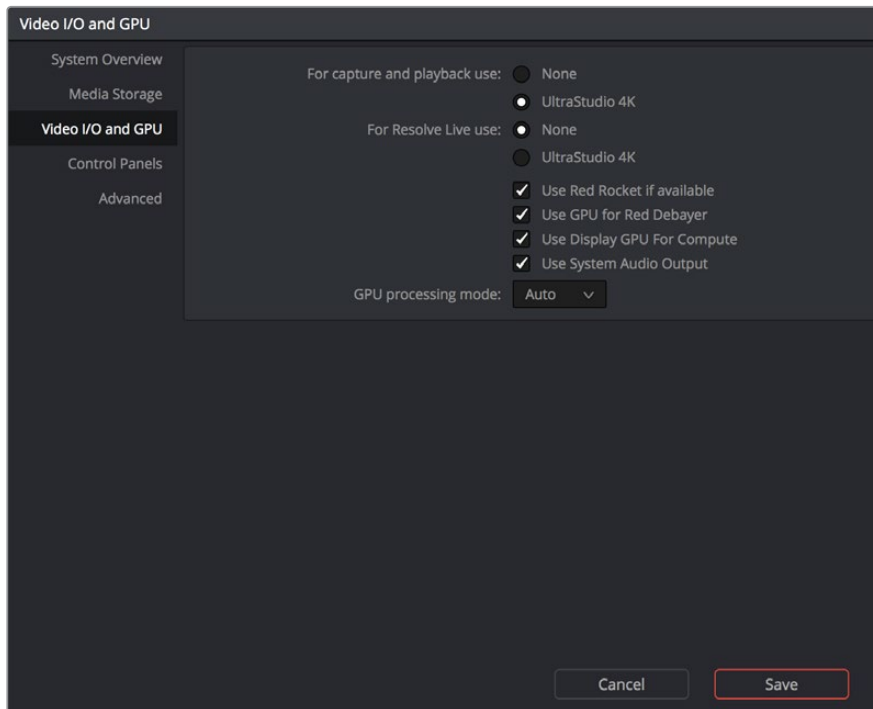 Video I/O and GPU
System Overview
Media Storage
Video I/O and GPU
Control Panels
Advanced
For capture and playback use: None
UltraStudio 4K
For Resolve Live use: None
UltraStudio 4K
Use Red Rocket if available
Use GPU for Red Debayer
Use Display GPU For Compute
Use System Audio Output
GPU processing mode: Auto
Cancel Save